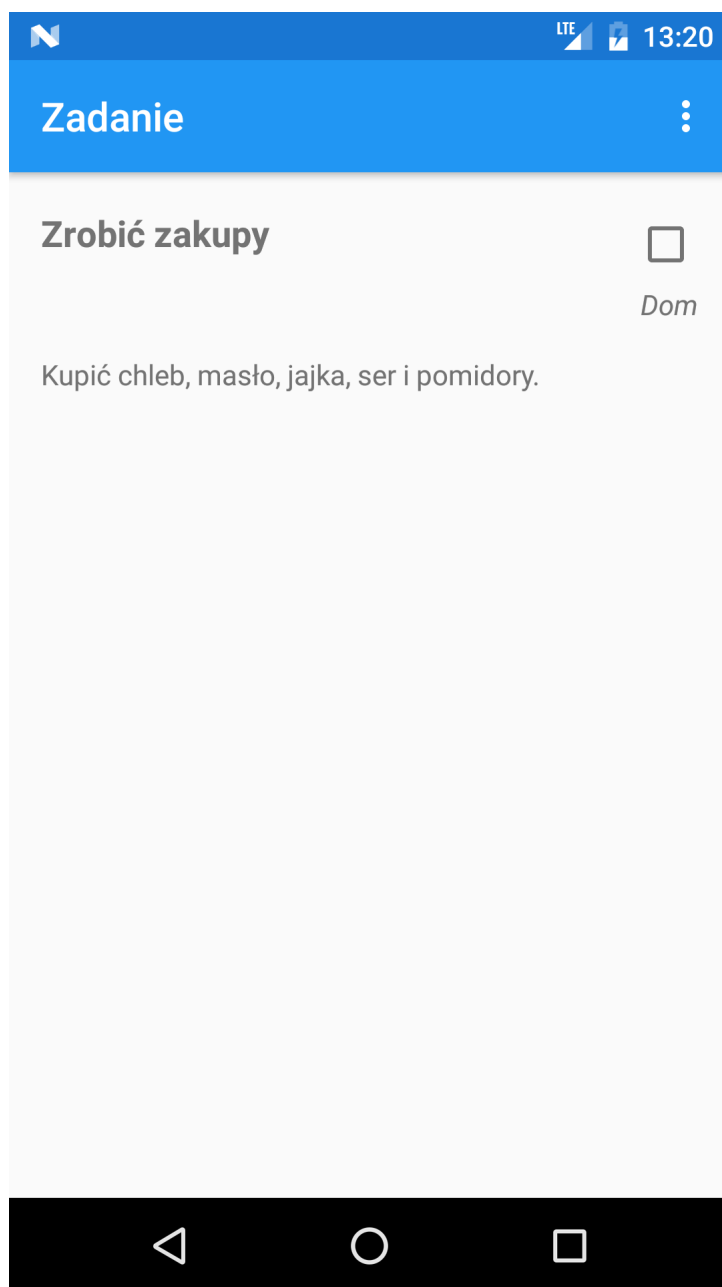 LTE 13:20
Zadanie
Zrobić zakupy
Dom
Kupić chleb, masło, jajka, ser i pomidory.